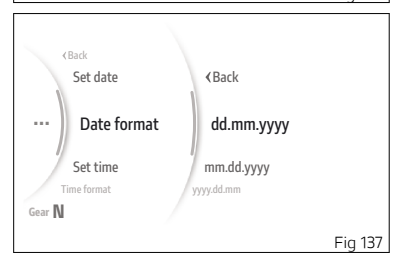 ‹Back
Set date
‹Back
... Date format dd.mm.yyyy
Set time
mm.dd.yyyy
Time format
yyyy.dd.mm
Gear N
Fig 137